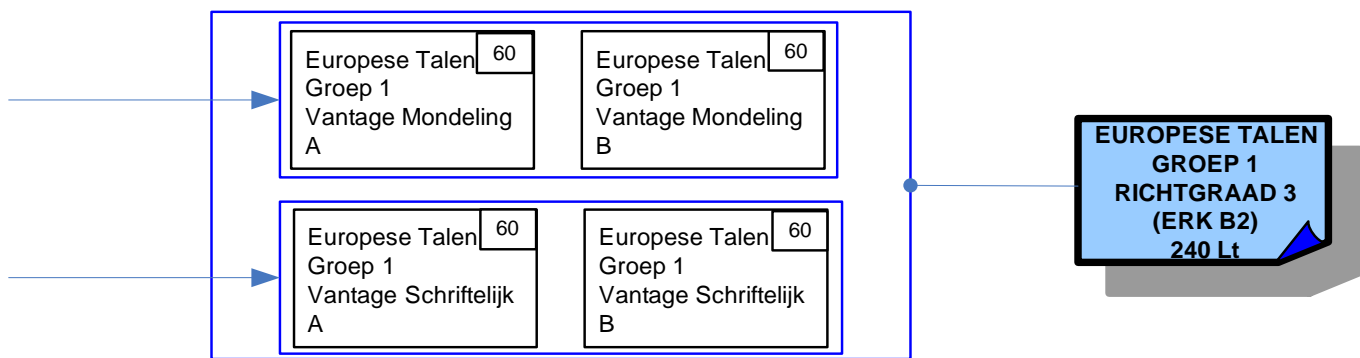 Europese Talen 60
Groep 1
Vantage Mondeling
A
Europese Talen 60
Groep 1
Vantage Mondeling
B
Europese Talen 60
Groep 1
Vantage Schriftelijk
A
Europese Talen 60
Groep 1
Vantage Schriftelijk
B
EUROPESE TALEN
GROEP 1
RICHTGRAAD 3
(ERK B2)
240 Lt